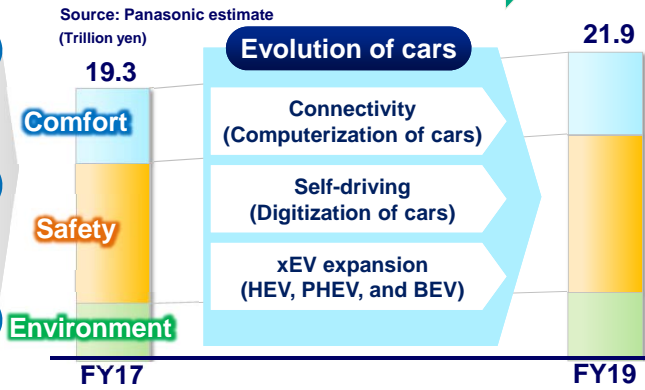 Source: Panasonic estimate
(Trillion yen)
19.3
Evolution of cars
21.9
Comfort
Connectivity
(Computerization of cars)
Safety
Self-driving
(Digitization of cars)
Environment
xEV expansion
(HEV, PHEV, and BEV)
FY17
FY19